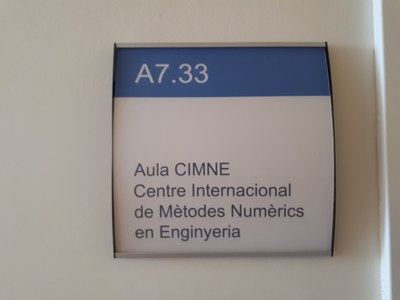 A7.33
Aula CIMNE
Centre Internacional
de Mètodes Numèrics
en Enginyeria